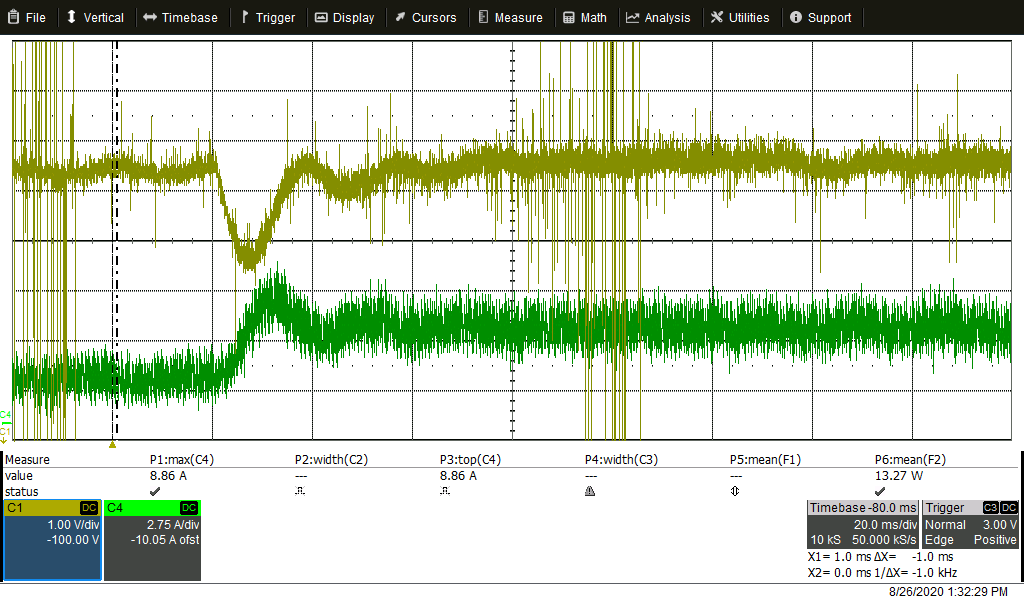 File Vertical Timebase Trigger Display Cursors Measure Math Analysis Utilities Support
C4
C1
Measure P1:max(C4) P2:width(C2) P3:top(C4) P4:width(C3) P5:mean(F1) P6:mean(F2)
value 8.86 A --- 8.86 A --- --- 13.27 W
status
C1 DC
1.00 V/div
-100.00 V
C4 DC
2.75 A/div
-10.05 A ofst
Timebase -80.0 ms
20.0 ms/div
10 kS 50.000 kS/s
Trigger C3 DC
Normal 3.00 V
Edge Positive
X1= 1.0 ms ΔX= -1.0 ms
X2= 0.0 ms 1/ΔX= -1.0 kHz
8/26/2020 1:32:29 PM